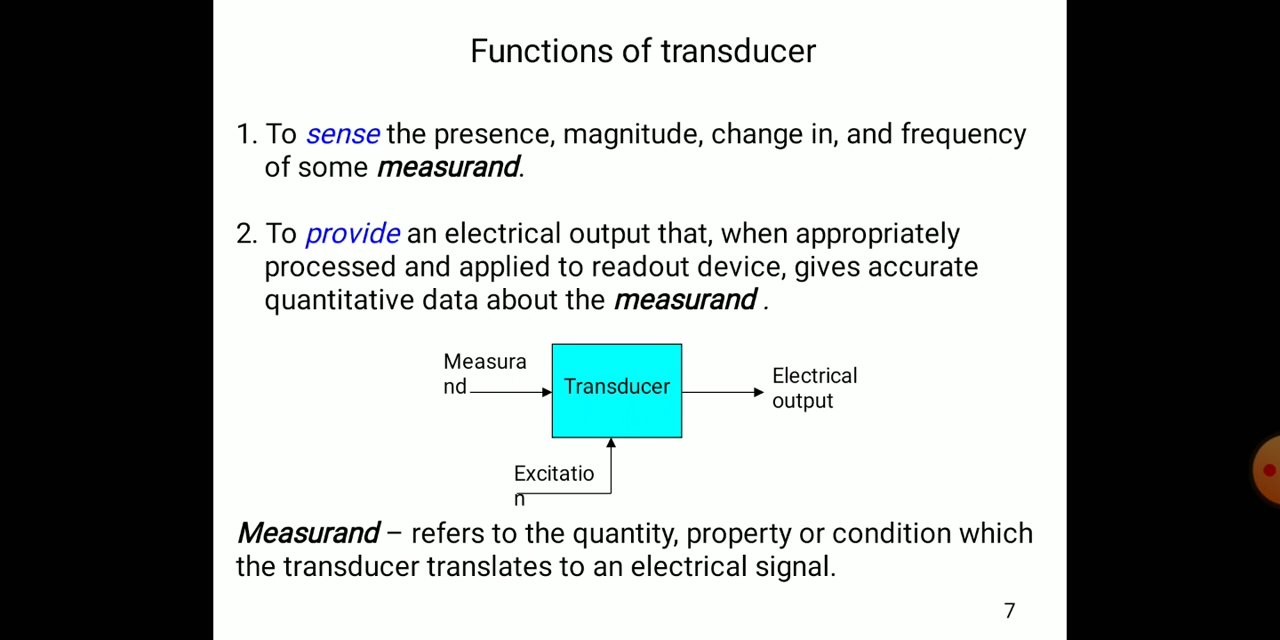 Functions of transducer
1. To sense the presence, magnitude, change in, and frequency
of some measurand.
2. To provide an electrical output that, when appropriately
processed and applied to readout device, gives accurate
quantitative data about the measurand .
Measura
nd
Transducer
Electrical
output
Excitatio
n
Measurand – refers to the quantity, property or condition which
the transducer translates to an electrical signal.
7